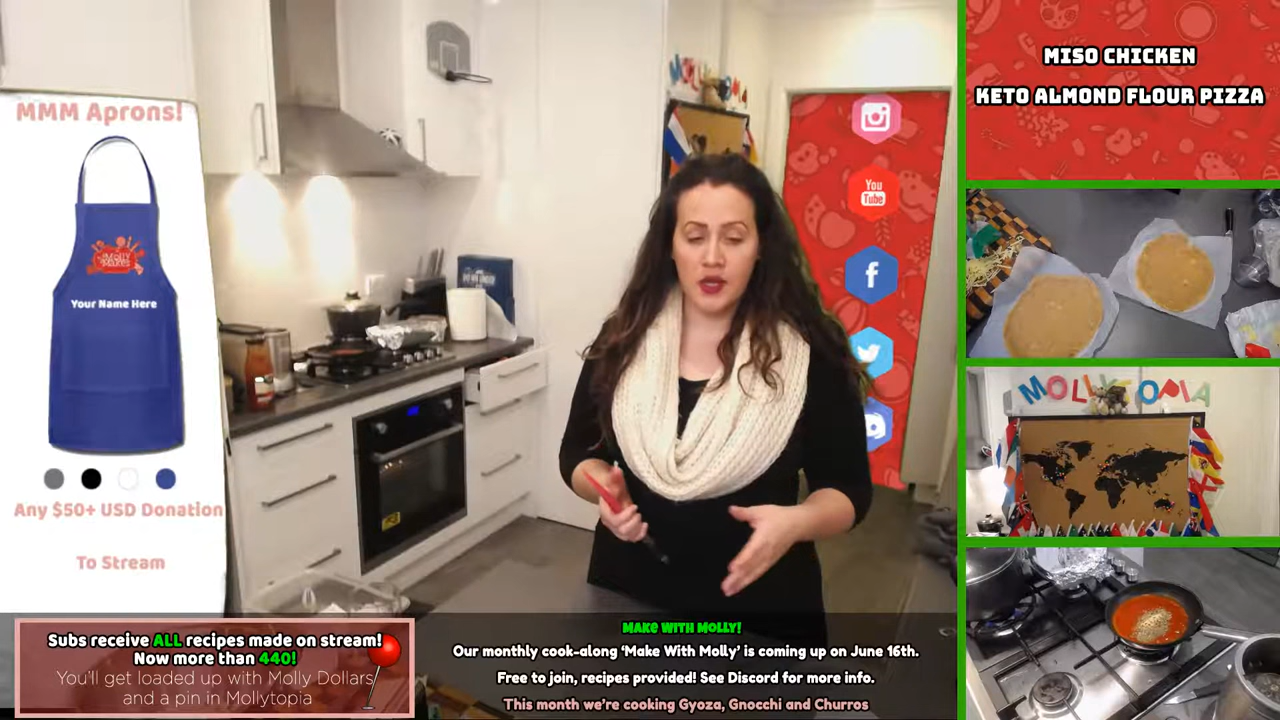 MMM Aprons!
Molly
Makes
Your Name Here
Any $50+ USD Donation
To Stream
Subs receive ALL recipes made on stream!
Now more than 440!
You'll get loaded up with Molly Dollars
and a pin in Mollytopia
MAKE WITH MOLLY!
Our monthly cook-along ‘Make With Molly’ is coming up on June 16th.
Free to join, recipes provided! See Discord for more info.
This month we're cooking Gyoza, Gnocchi and Churros
You
Tube
MISO CHICKEN
KETO ALMOND FLOUR PIZZA
MOLLYTOPIA